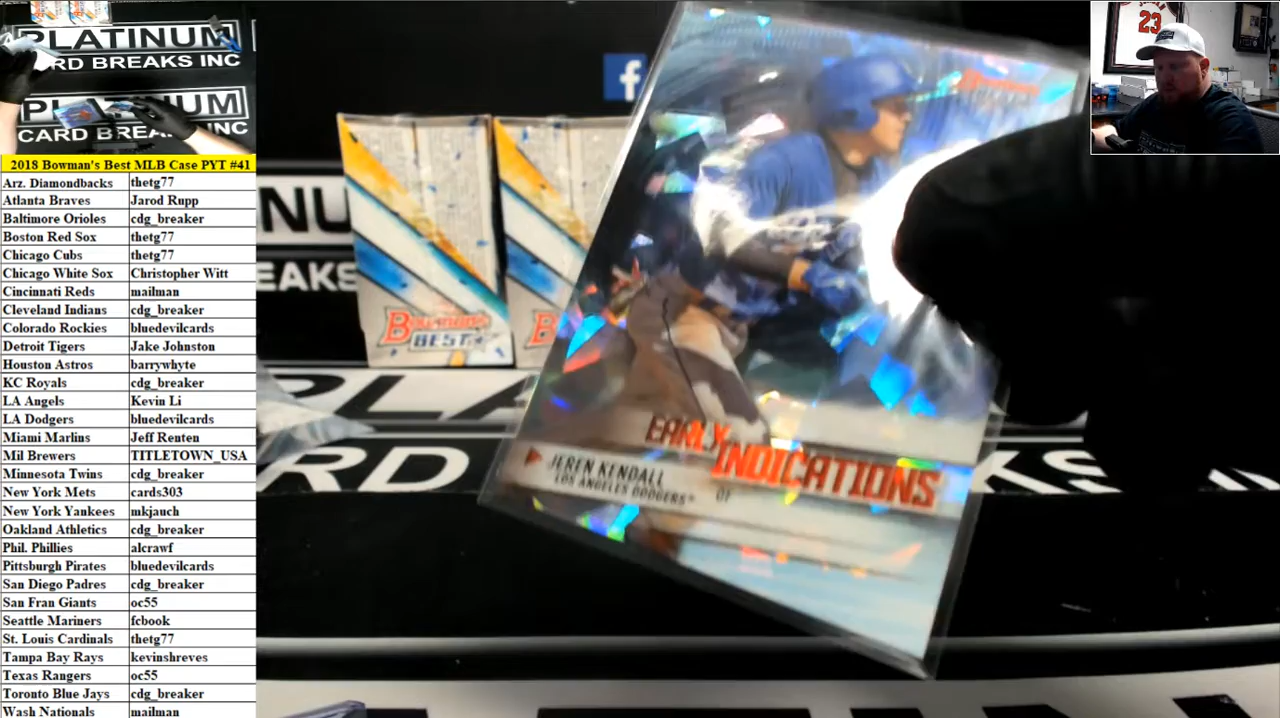 PLATINUM
CARD BREAKS INC
PLATINUM
CARD BREAKS INC
23
2018 Bowman's Best MLB Case PYT #41
Arz. Diamondbacks thetg77
Atlanta Braves Jarod Rupp
Baltimore Orioles cdg_breaker
Boston Red Sox thetg77
Chicago Cubs thetg77
Chicago White Sox Christopher Witt
Cincinnati Reds mailman
Cleveland Indians cdg_breaker
Colorado Rockies bluedevilcards
Detroit Tigers Jake Johnston
Houston Astros barrywhyte
KC Royals cdg_breaker
LA Angels Kevin Li
LA Dodgers bluedevilcards
Miami Marlins Jeff Renten
Mil Brewers TITLETOWN_USA
Minnesota Twins cdg_breaker
New York Mets cards303
New York Yankees mkjauch
Oakland Athletics cdg_breaker
Phil. Phillies alcrawf
Pittsburgh Pirates bluedevilcards
San Diego Padres cdg_breaker
San Fran Giants oc55
Seattle Mariners fcbook
St. Louis Cardinals thetg77
Tampa Bay Rays kevinshreves
Texas Rangers oc55
Toronto Blue Jays cdg_breaker
Wash Nationals mailman
f
Bowman's
BEST
EARLY
INDICATIONS
JEREN KENDALL
LOS ANGELES DODGERS® OF